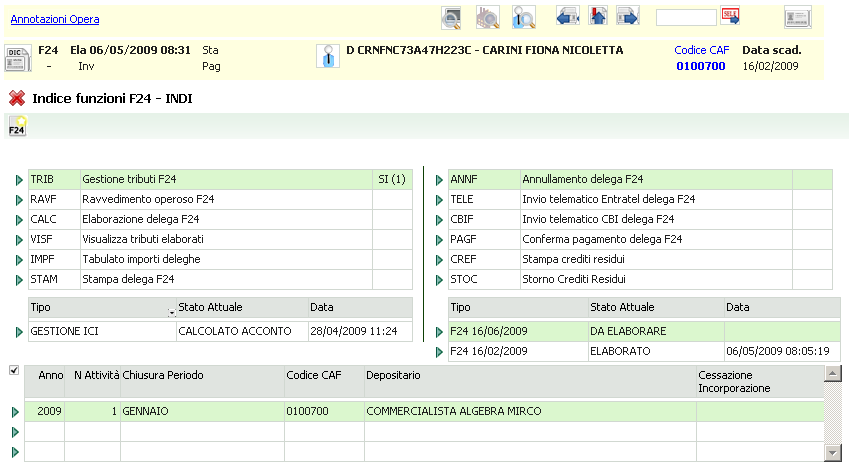 Annotazioni Opera
SELE
DIC F24 Ela 06/05/2009 08:31 Sta D CRNFNC73A47H223C - CARINI FIONA NICOLETTA Codice CAF Data scad.
- Inv Pag 0100700 16/02/2009
Indice funzioni F24 - INDI
F24
TRIB Gestione tributi F24 SI (1) ANNF Annullamento delega F24
RAVF Ravvedimento operoso F24 TELE Invio telematico Entratel delega F24
CALC Elaborazione delega F24 CBIF Invio telematico CBI delega F24
VISF Visualizza tributi elaborati PAGF Conferma pagamento delega F24
IMPF Tabulato importi deleghe CREF Stampa crediti residui
STAM Stampa delega F24 STOC Storno Crediti Residui
Tipo Stato Attuale Data Tipo Stato Attuale Data
GESTIONE ICI CALCOLATO ACCONTO 28/04/2009 11:24 F24 16/06/2009 DA ELABORARE
F24 16/02/2009 ELABORATO 06/05/2009 08:05:19
Anno N Attività Chiusura Periodo Codice CAF Depositario Cessazione
Incorporazione
2009 1 GENNAIO 0100700 COMMERCIALISTA ALGEBRA MIRCO